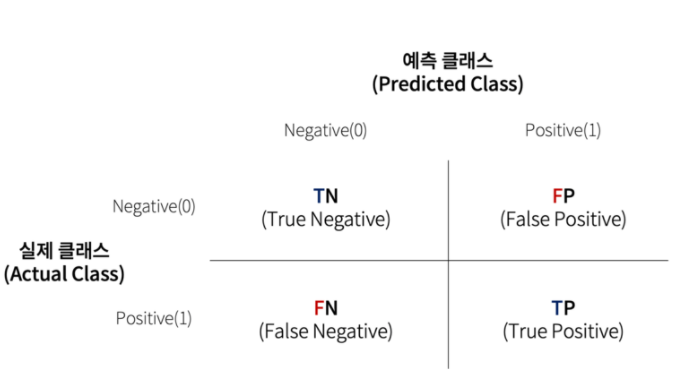 예측 클래스
(Predicted Class)
Negative(0)
Positive(1)
Negative(0)
TN
(True Negative)
FP
(False Positive)
실제 클래스
(Actual Class)
Positive(1)
FN
(False Negative)
TP
(True Positive)